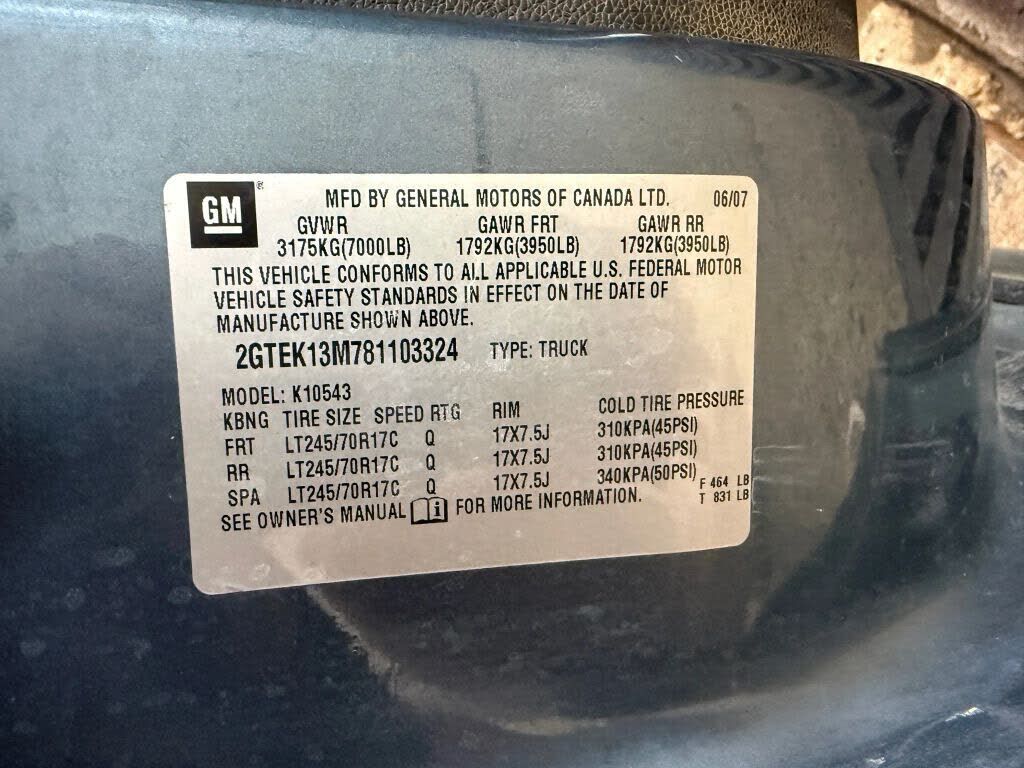 GM ® MFD BY GENERAL MOTORS OF CANADA LTD. 06/07
GVWR GAWR FRT GAWR RR
3175KG(7000LB) 1792KG(3950LB) 1792KG(3950LB)
THIS VEHICLE CONFORMS TO ALL APPLICABLE U.S. FEDERAL MOTOR
VEHICLE SAFETY STANDARDS IN EFFECT ON THE DATE OF
MANUFACTURE SHOWN ABOVE.
2GTEK13M781103324 TYPE: TRUCK
MODEL: K10543
KBNG TIRE SIZE SPEED RTG RIM COLD TIRE PRESSURE
FRT LT245/70R17C Q 17X7.5J 310KPA(45PSI)
RR LT245/70R17C Q 17X7.5J 310KPA(45PSI)
SPA LT245/70R17C Q 17X7.5J 340KPA(50PSI) F 464 LB
T 831 LB
SEE OWNER'S MANUAL i FOR MORE INFORMATION.